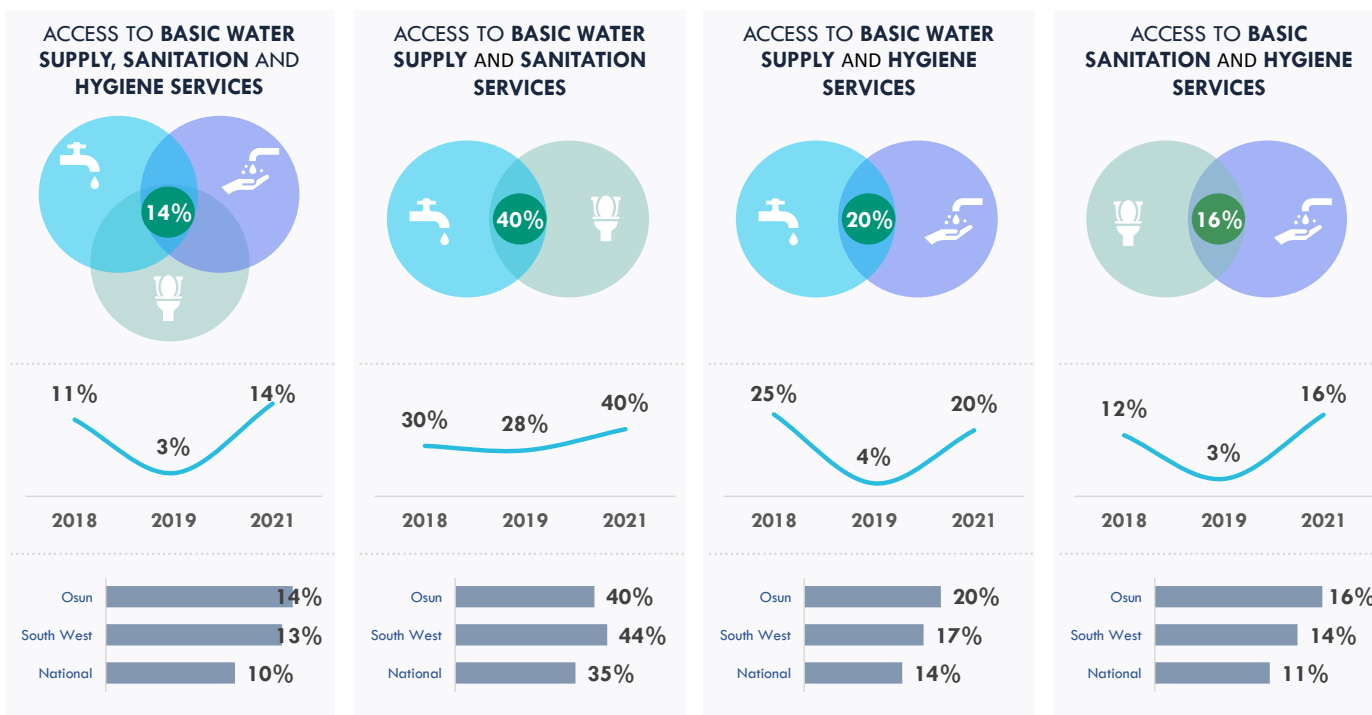 ACCESS TO BASIC WATER
SUPPLY, SANITATION AND
HYGIENE SERVICES
14%
11%
3%
14%
2018
2019
2021
Osun
14%
South West
13%
National
10%
ACCESS TO BASIC WATER
SUPPLY AND SANITATION
SERVICES
40%
30%
28%
40%
2018
2019
2021
Osun
40%
South West
44%
National
35%
ACCESS TO BASIC WATER
SUPPLY AND HYGIENE
SERVICES
20%
25%
4%
20%
2018
2019
2021
Osun
20%
South West
17%
National
14%
ACCESS TO BASIC
SANITATION AND HYGIENE
SERVICES
16%
12%
3%
16%
2018
2019
2021
Osun
16%
South West
14%
National
11%